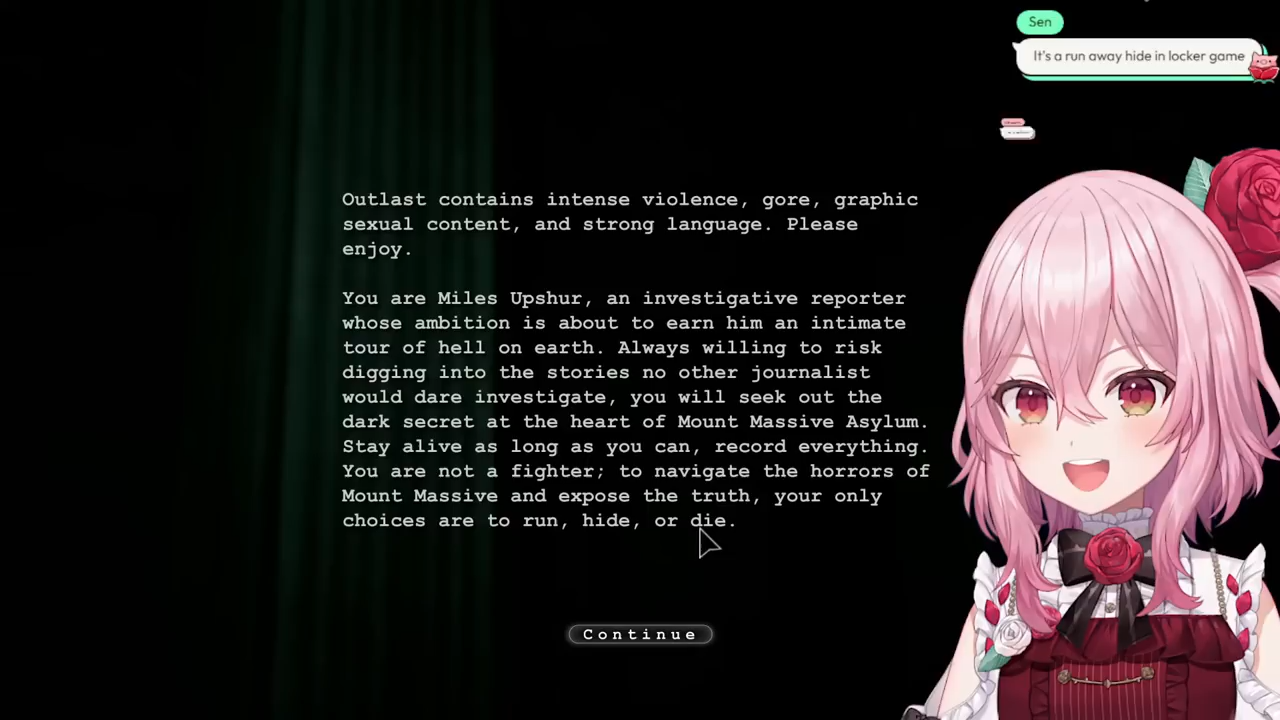 Sen
It's a run away hide in locker game
Outlast contains intense violence, gore, graphic
sexual content, and strong language. Please
enjoy.
You are Miles Upshur, an investigative reporter
whose ambition is about to earn him an intimate
tour of hell on earth. Always willing to risk
digging into the stories no other journalist
would dare investigate, you will seek out the
dark secret at the heart of Mount Massive Asylum.
Stay alive as long as you can, record everything.
You are not a fighter; to navigate the horrors of
Mount Massive and expose the truth, your only
choices are to run, hide, or die.
Continue